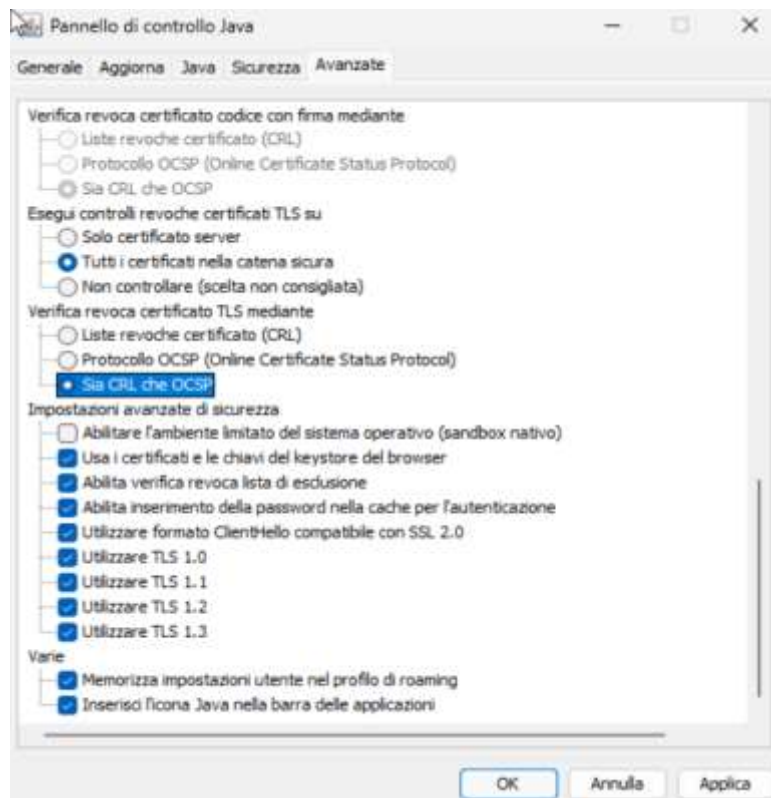 Pannello di controllo Java
Generale Aggiorna Java Sicurezza Avanzate
Verifica revoca certificato codice con firma mediante
Liste revoche certificato (CRL)
Protocollo OCSP (Online Certificate Status Protocol)
Sia CRL che OCSP
Esegui controlli revoche certificati TLS su
Solo certificato server
Tutti i certificati nella catena sicura
Non controllare (scelta non consigliata)
Verifica revoca certificato TLS mediante
Liste revoche certificato (CRL)
Protocollo OCSP (Online Certificate Status Protocol)
Sia CRL che OCSP
Impostazioni avanzate di sicurezza
Abilitare l'ambiente limitato del sistema operativo (sandbox nativo)
Usa i certificati e le chiavi del keystore del browser
Abilita verifica revoca lista di esclusione
Abilita inserimento della password nella cache per l'autenticazione
Utilizzare formato ClientHello compatibile con SSL 2.0
Utilizzare TLS 1.0
Utilizzare TLS 1.1
Utilizzare TLS 1.2
Utilizzare TLS 1.3
Varie
Memorizza impostazioni utente nel profilo di roaming
Inserisci l'icona Java nella barra delle applicazioni
OK Annulla Applica